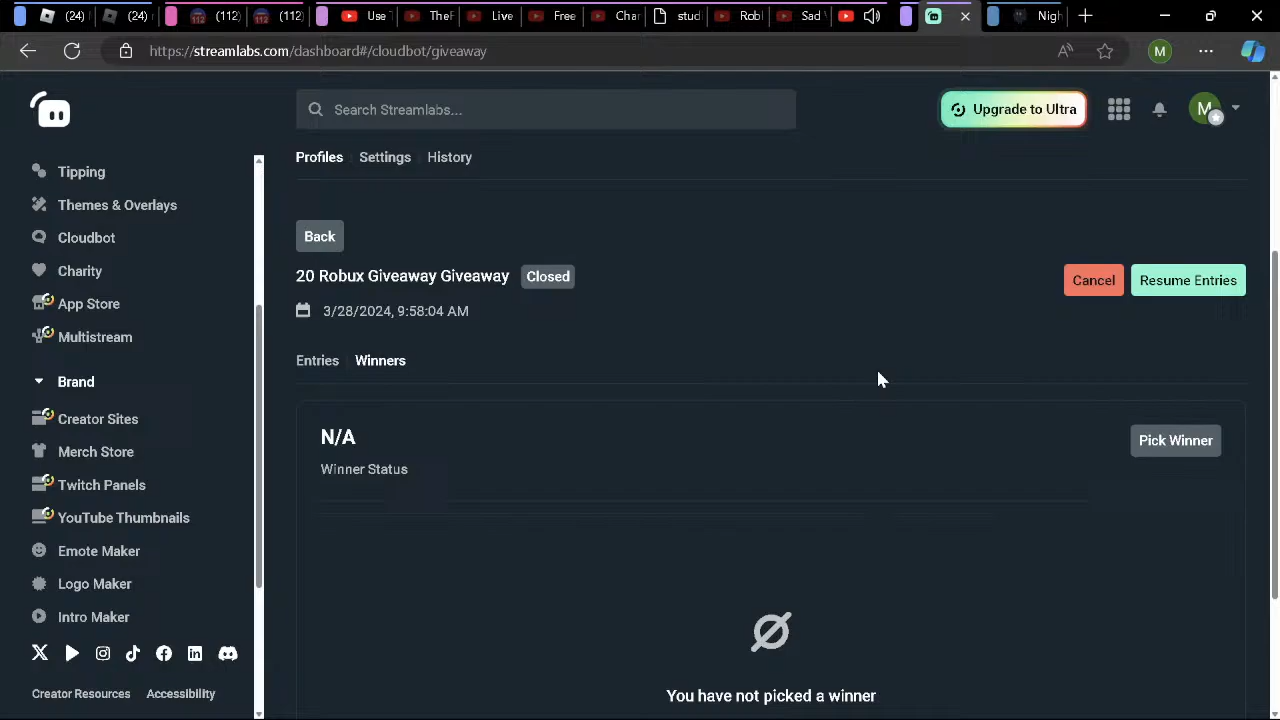 (24)
(24)
(112)
(112)
Use
TheF
Live
Free
Char
stud
Robl
Sad
Nigh
https://streamlabs.com/dashboard#/cloudbot/giveaway
M
Search Streamlabs...
Upgrade to Ultra
M
Tipping
Themes & Overlays
Cloudbot
Charity
App Store
Multistream
Brand
Creator Sites
Merch Store
Twitch Panels
YouTube Thumbnails
Emote Maker
Logo Maker
Intro Maker
Creator Resources Accessibility
Profiles Settings History
Back
20 Robux Giveaway Giveaway Closed
Cancel Resume Entries
3/28/2024, 9:58:04 AM
Entries Winners
N/A
Pick Winner
Winner Status
You have not picked a winner